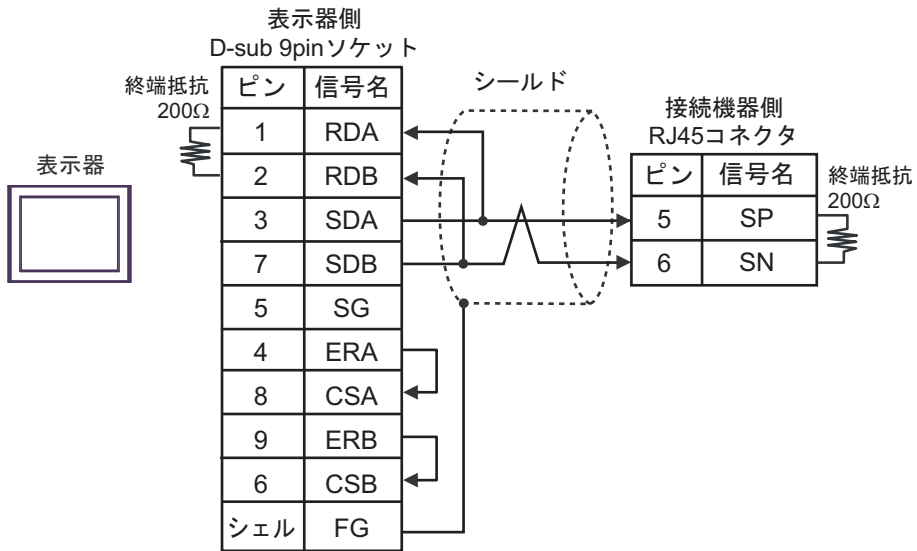 表示器側
D-sub 9pinソケット
終端抵抗
200Ω
ピン 信号名
1 RDA
2 RDB
3 SDA
7 SDB
5 SG
4 ERA
8 CSA
9 ERB
6 CSB
シェル FG
表示器
シールド
接続機器側
RJ45コネクタ
ピン 信号名
5 SP
6 SN
終端抵抗
200Ω